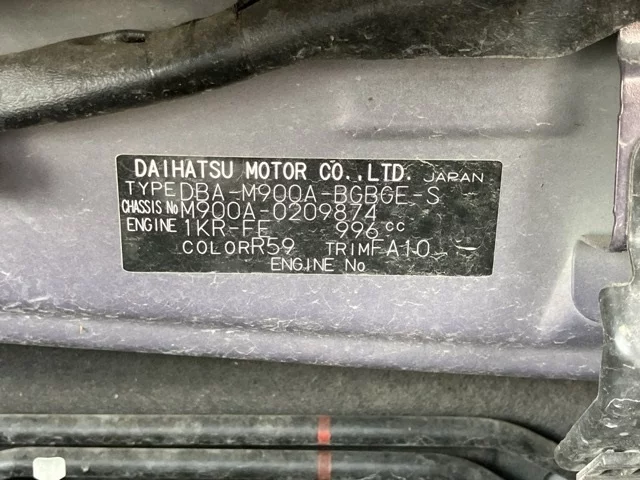 DAIHATSU MOTOR CO.,LTD. JAPAN
TYPE DBA-M900A-BGBGE-S
CHASSIS No M900A-0209874
ENGINE 1KR-FE 996cc
COLOR R59 TRIM FA10
ENGINE No